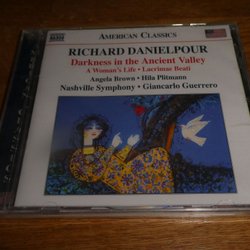 NAXOS
AMERICAN CLASSICS
RICHARD DANIELPOUR
Darkness in the Ancient Valley
A Woman's Life • Lacrimae Beati
Angela Brown • Hila Plitmann
Nashville Symphony • Giancarlo Guerrero